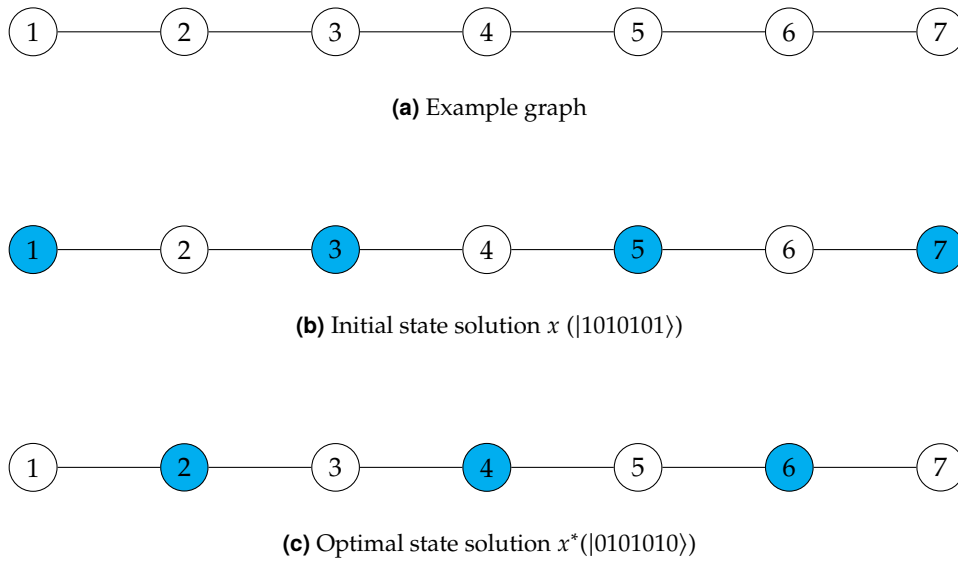 1 2 3 4 5 6 7
(a) Example graph
1 2 3 4 5 6 7
(b) Initial state solution x (|1010101⟩)
1 2 3 4 5 6 7
(c) Optimal state solution x*(|0101010⟩)